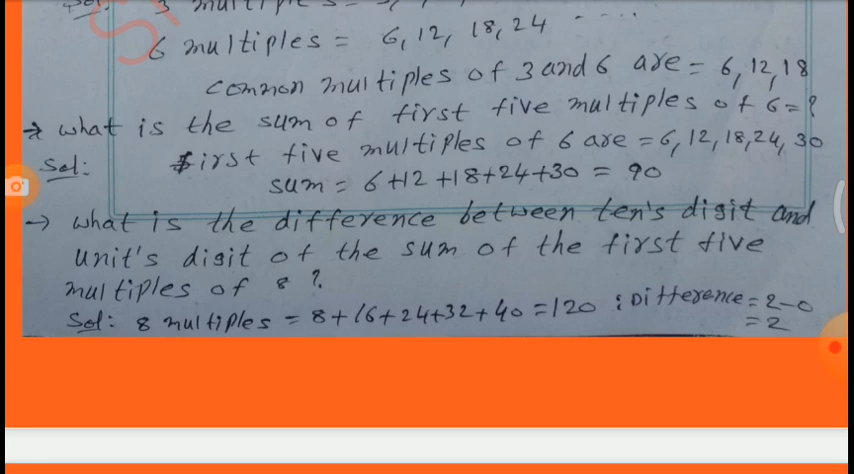 6 multiples = 6, 12, 18, 24 - - - -
common multiples of 3 and 6 are = 6, 12, 18
→ what is the sum of first five multiples of 6 = ?
Sol: first five multiples of 6 are = 6, 12, 18, 24, 30
sum = 6+12+18+24+30 = 90
→ what is the difference between ten's digit and
unit's digit of the sum of the first five
multiples of 8 ?
Sol: 8 multiples = 8+16+24+32+40 = 120 ; Difference = 2-0
= 2